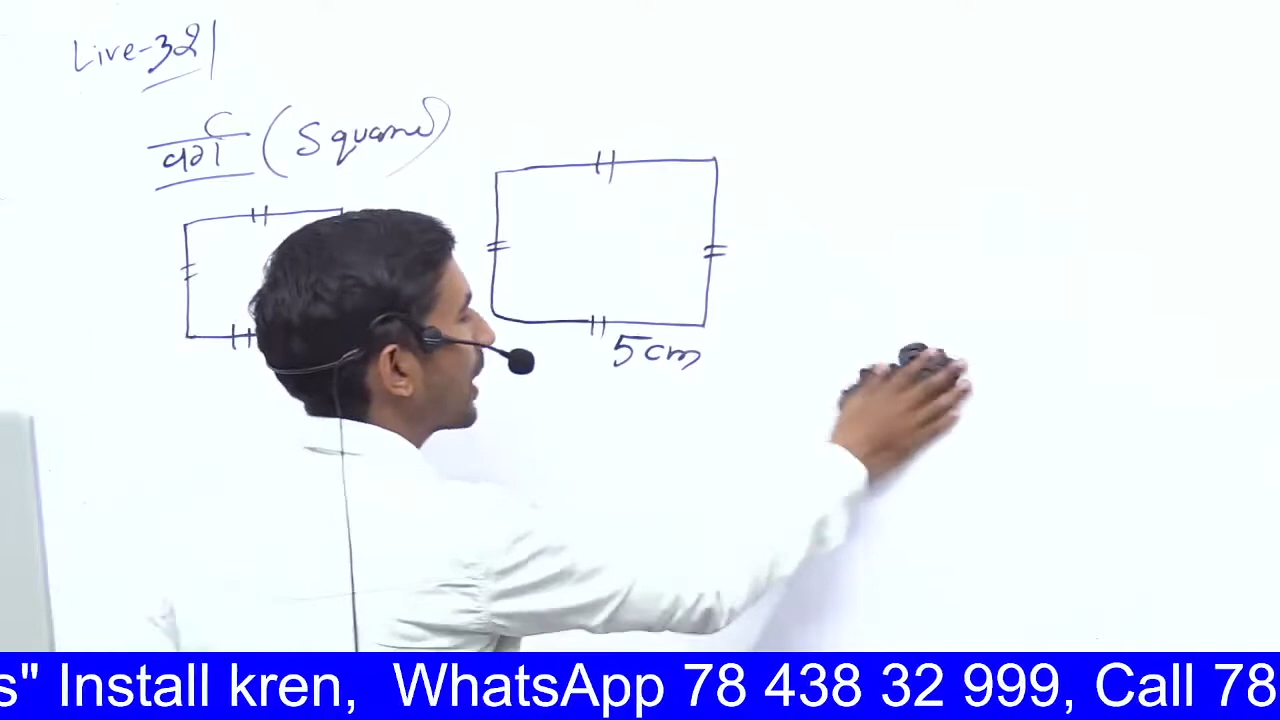 Live-321
वर्ग (Square)
5cm
s" Install kren, WhatsApp 78 438 32 999, Call 78